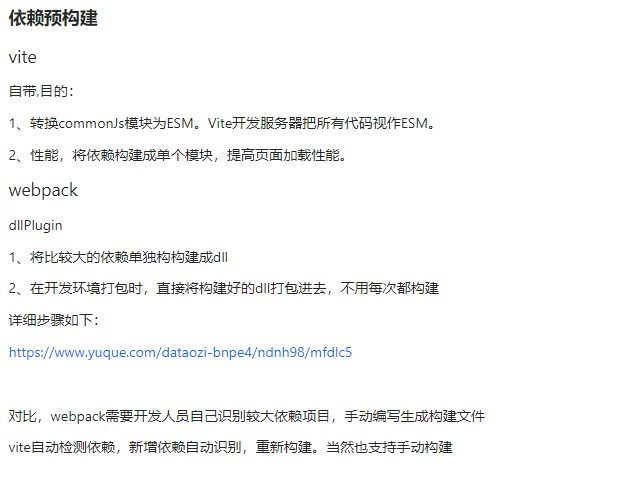 依赖预构建
vite
自带,目的：
1、转换commonJs模块为ESM。Vite开发服务器把所有代码视作ESM。
2、性能，将依赖构建成单个模块，提高页面加载性能。
webpack
dllPlugin
1、将比较大的依赖单独构构建成dll
2、在开发环境打包时，直接将构建好的dll打包进去，不用每次都构建
详细步骤如下：
https://www.yuque.com/dataozi-bnpe4/ndnh98/mfdlc5
对比，webpack需要开发人员自己识别较大依赖项目，手动编写生成构建文件
vite自动检测依赖，新增依赖自动识别，重新构建。当然也支持手动构建